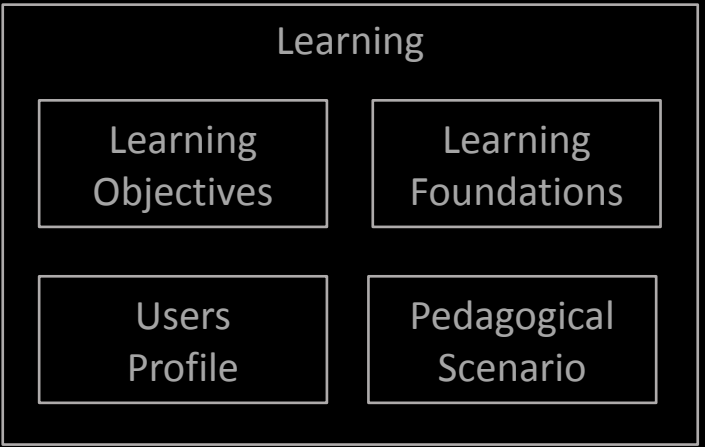 Learning
Learning
Objectives
Learning
Foundations
Users
Profile
Pedagogical
Scenario